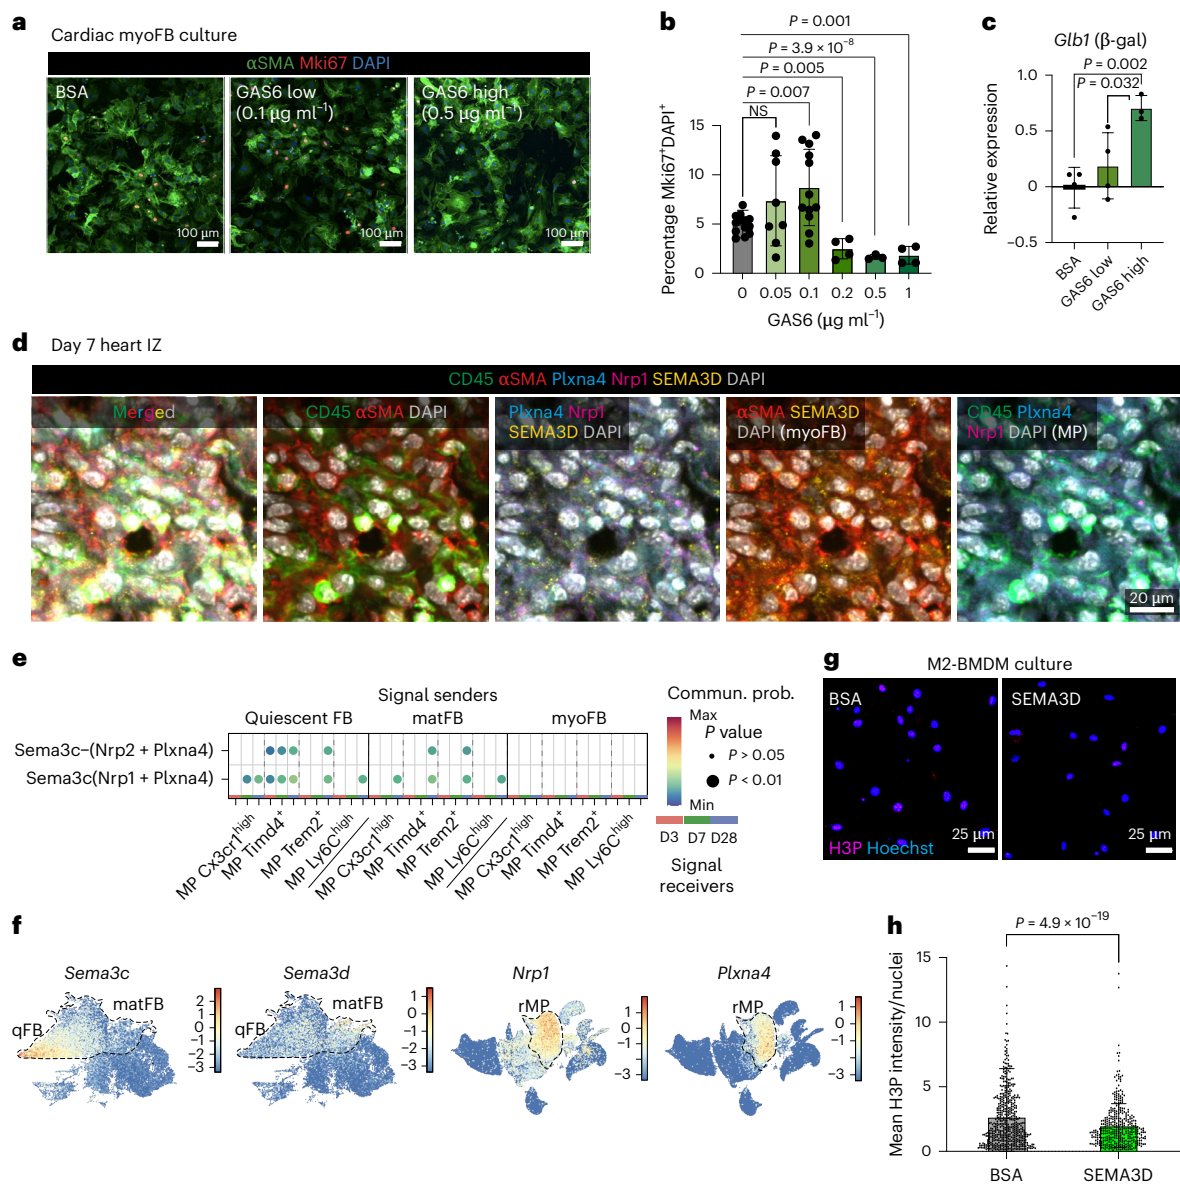 a
Cardiac myoFB culture
αSMA Mki67 DAPI
BSA
100 µm
GAS6 low
(0.1 µg ml⁻¹)
100 µm
GAS6 high
(0.5 µg ml⁻¹)
100 µm
b
P = 0.001
P = 3.9 × 10⁻⁸
P = 0.005
P = 0.007
NS
Percentage Mki67⁺DAPI⁺
15
10
5
0
0 0.05 0.1 0.2 0.5 1
GAS6 (µg ml⁻¹)
c
Glb1 (β-gal)
P = 0.002
P = 0.032
Relative expression
1.0
0.5
0
−0.5
BSA
GAS6 low
GAS6 high
d
Day 7 heart IZ
CD45 αSMA Plxna4 Nrp1 SEMA3D DAPI
Merged
CD45 αSMA DAPI
Plxna4 Nrp1
SEMA3D DAPI
αSMA SEMA3D
DAPI (myoFB)
CD45 Plxna4
Nrp1 DAPI (MP)
20 µm
e
Signal senders
Quiescent FB matFB myoFB
Sema3c–(Nrp2 + Plxna4)
Sema3c(Nrp1 + Plxna4)
MP Cx3cr1ʰⁱᵍʰ
MP Timd4⁺
MP Trem2⁺
MP Ly6Cʰⁱᵍʰ
MP Cx3cr1ʰⁱᵍʰ
MP Timd4⁺
MP Trem2⁺
MP Ly6Cʰⁱᵍʰ
MP Cx3cr1ʰⁱᵍʰ
MP Timd4⁺
MP Trem2⁺
MP Ly6Cʰⁱᵍʰ
Commun. prob.
Max
Min
P value
P > 0.05
P < 0.01
D3 D7 D28
Signal
receivers
g
M2-BMDM culture
BSA
H3P Hoechst
25 µm
SEMA3D
25 µm
f
Sema3c
qFB
matFB
2
1
0
−1
−2
−3
Sema3d
qFB
matFB
1
0
−1
−2
−3
Nrp1
rMP
1
0
−1
−3
Plxna4
rMP
1
0
−1
−3
h
P = 4.9 × 10⁻¹⁹
Mean H3P intensity/nuclei
15
10
5
0
BSA
SEMA3D